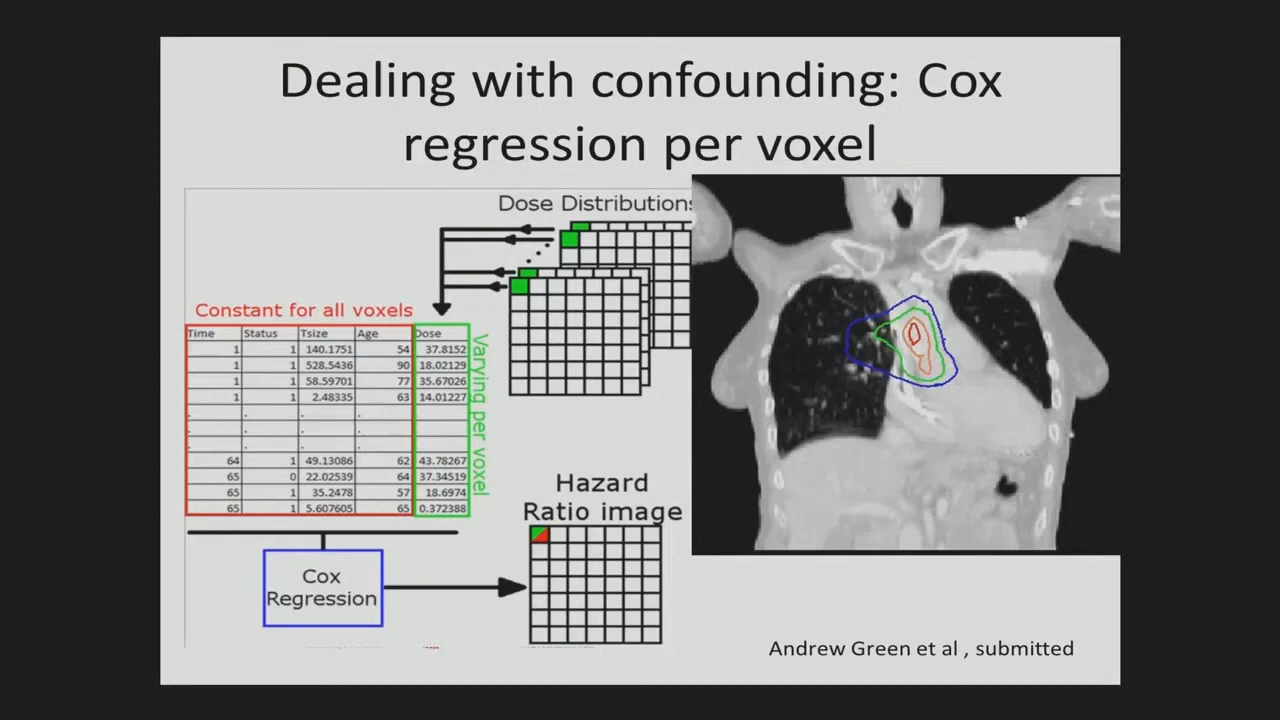 Dealing with confounding: Cox
regression per voxel
Dose Distributions
Constant for all voxels
Time Status Tsize Age Dose
1 1 140.1751 54 37.8152
1 1 528.5436 90 18.02129
1 1 58.59701 77 35.67026
1 1 2.48335 63 14.01227
. . . .
. . . .
. . . .
64 1 49.13086 62 43.78267
65 0 22.02539 64 37.34519
65 1 35.2478 57 18.6974
65 1 5.607605 65 0.372388
Varying per voxel
Hazard
Ratio image
Cox
Regression
Andrew Green et al , submitted